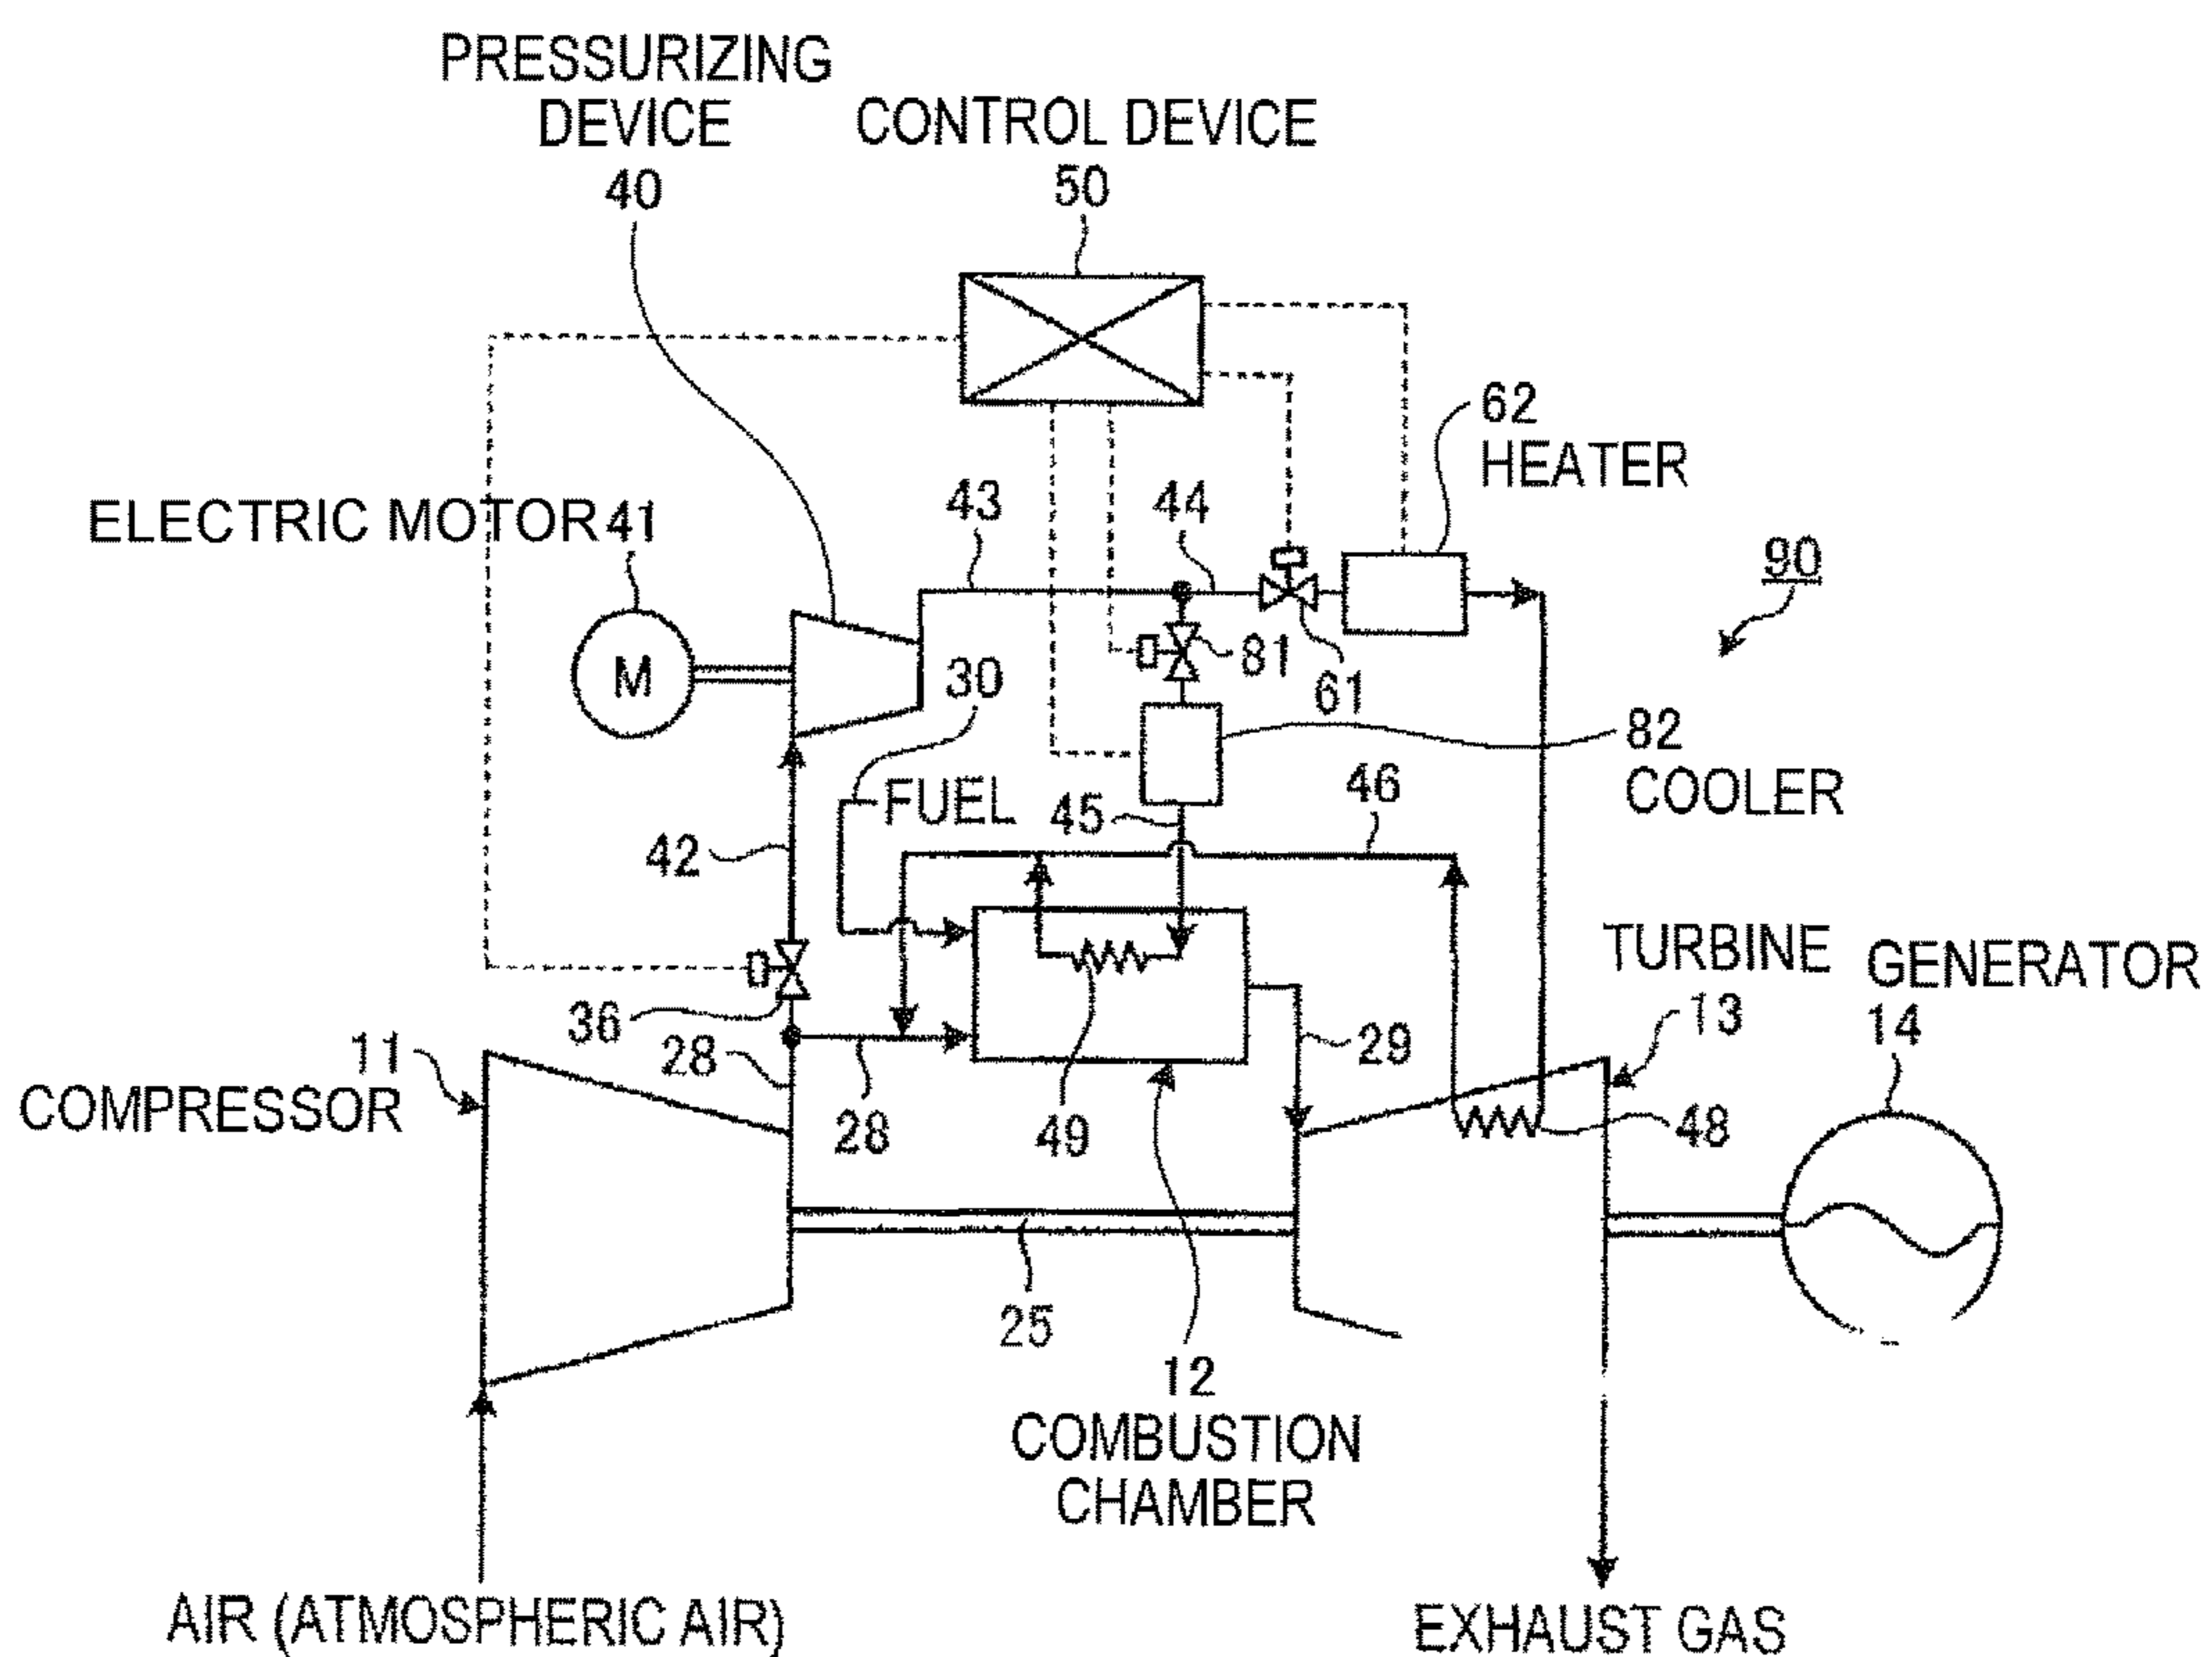 PRESSURIZING
DEVICE
40
CONTROL DEVICE
50
62
HEATER
ELECTRIC MOTOR 41
43
44
90
M
30
81
61
82
COOLER
FUEL
45
46
42
TURBINE
13
GENERATOR
14
36
28
29
11
COMPRESSOR
28
49
48
25
12
COMBUSTION
CHAMBER
AIR (ATMOSPHERIC AIR)
EXHAUST GAS